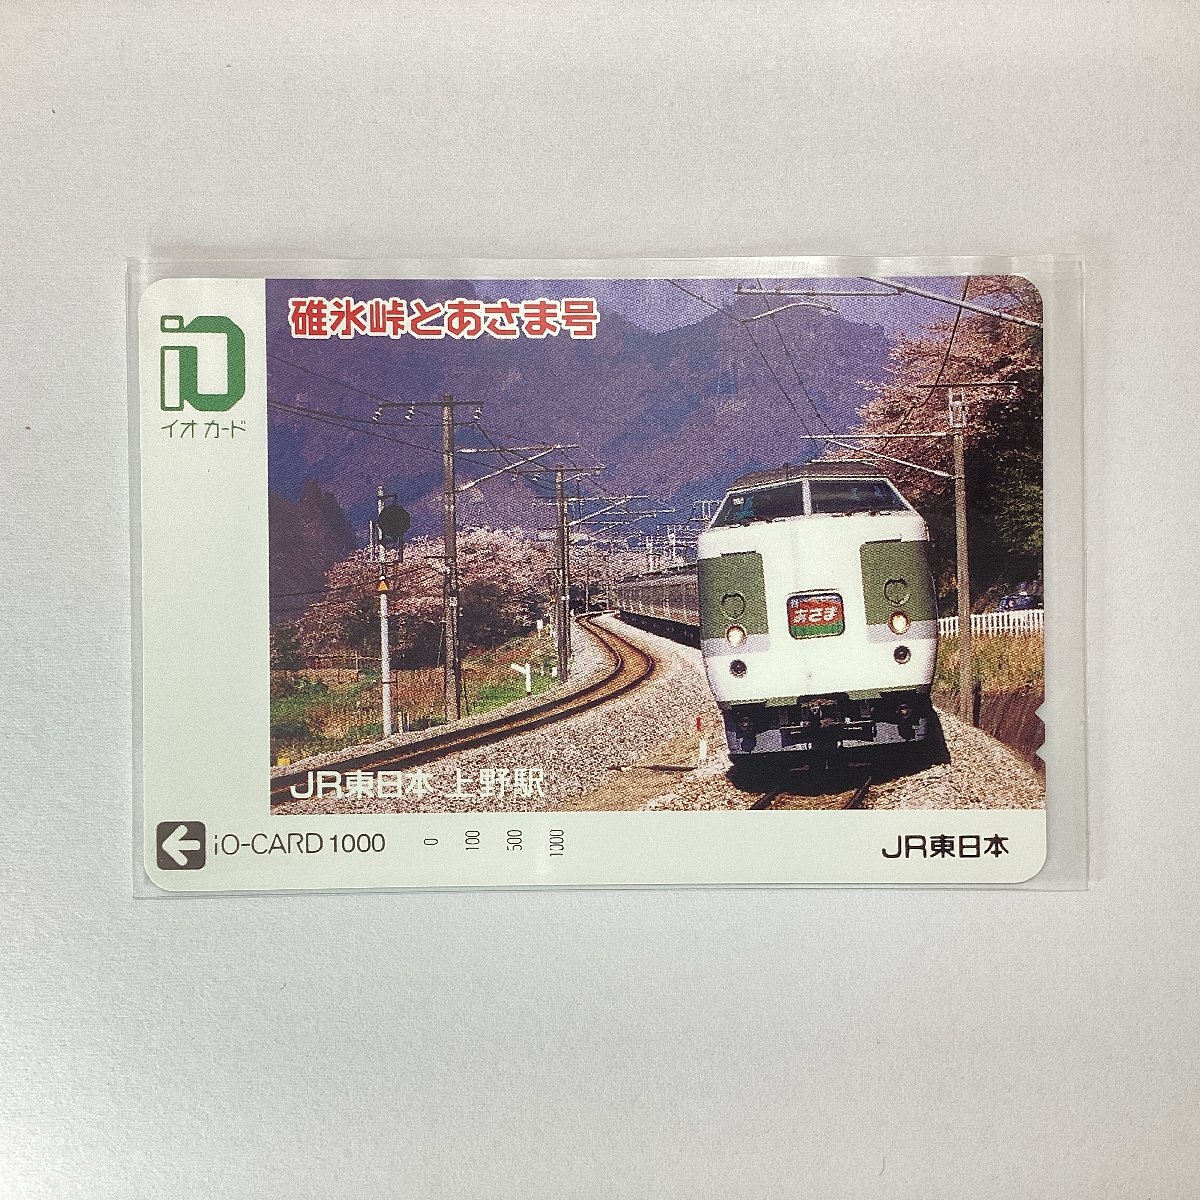 碓氷峠とあさま号
iO
イオカード
あさま
JR東日本 上野駅
iO-CARD 1000
0 100 500 1000
JR東日本